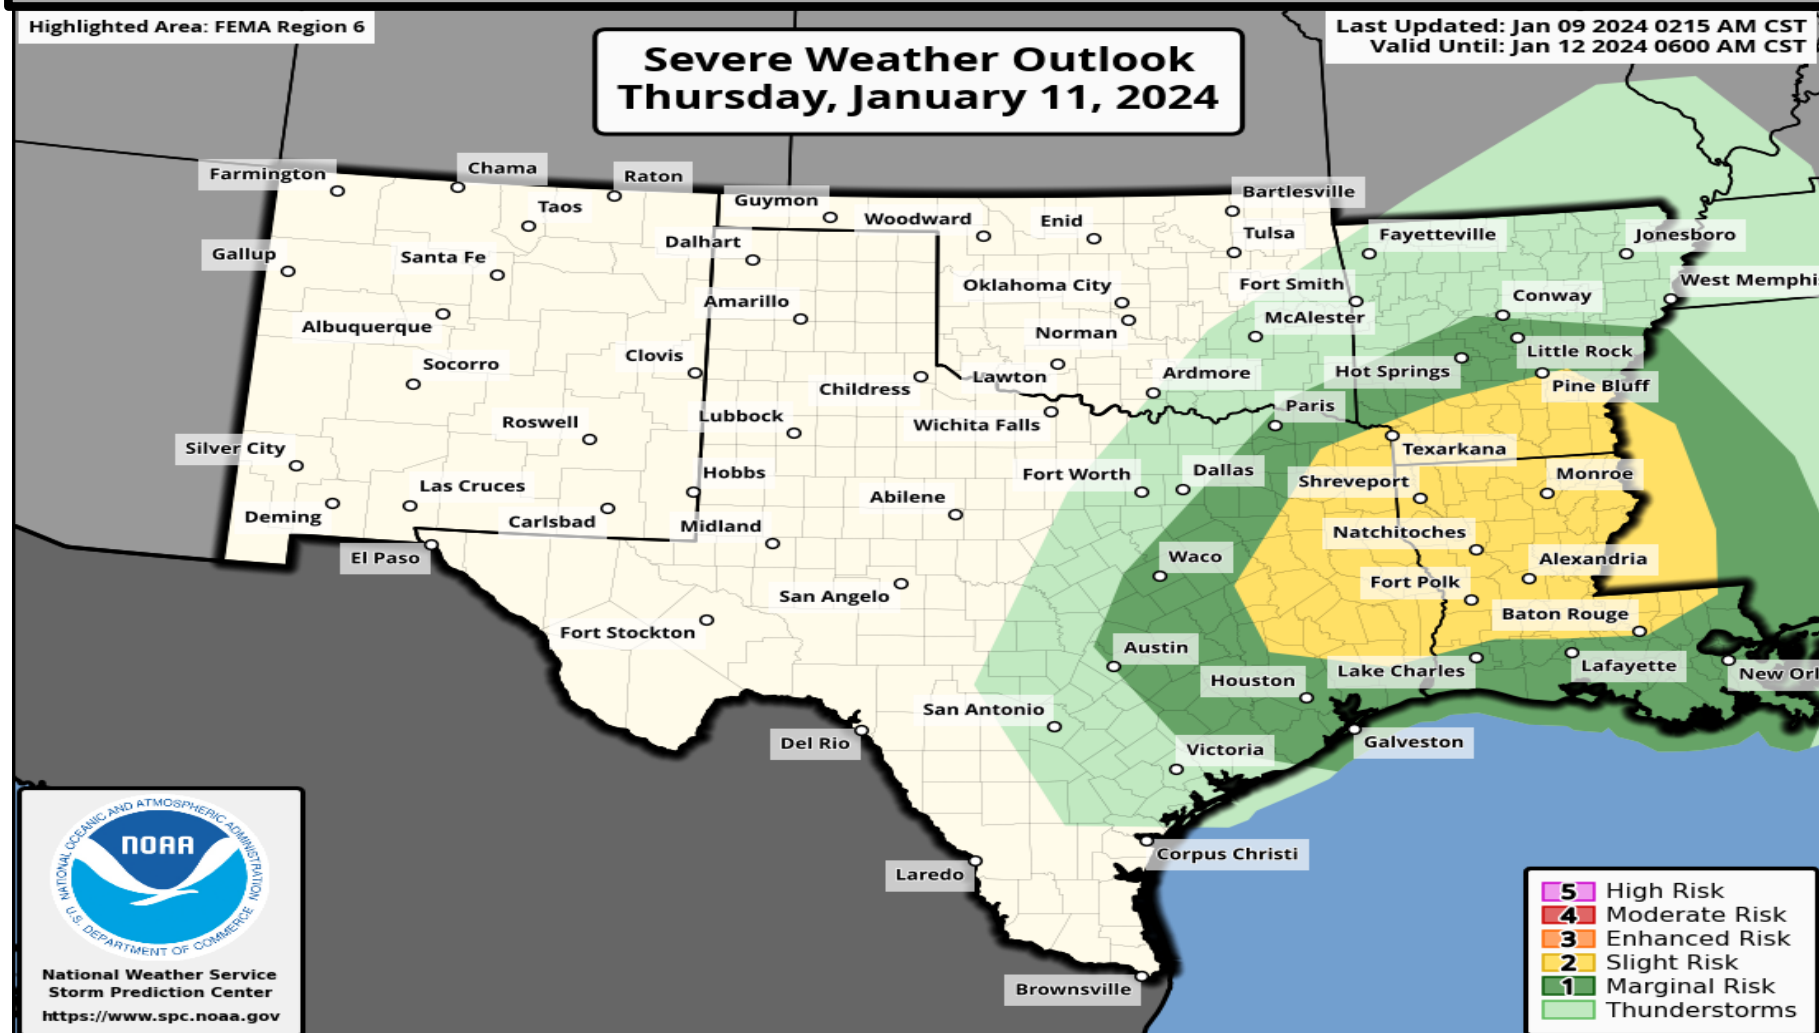 Highlighted Area: FEMA Region 6
Severe Weather Outlook
Thursday, January 11, 2024
Last Updated: Jan 09 2024 0215 AM CST
Valid Until: Jan 12 2024 0600 AM CST
Farmington
Chama
Raton
Taos
Guymon
Woodward
Enid
Bartlesville
Gallup
Santa Fe
Dalhart
Tulsa
Fayetteville
Jonesboro
Albuquerque
Amarillo
Oklahoma City
Fort Smith
Conway
West Memphi
Socorro
Clovis
Norman
McAlester
Little Rock
Childress
Lawton
Ardmore
Hot Springs
Pine Bluff
Roswell
Lubbock
Wichita Falls
Paris
Silver City
Las Cruces
Hobbs
Fort Worth
Dallas
Texarkana
Deming
Carlsbad
Midland
Abilene
Shreveport
Monroe
El Paso
Waco
Natchitoches
Alexandria
San Angelo
Fort Polk
Fort Stockton
Baton Rouge
Austin
Houston
Lake Charles
Lafayette
New Orl
San Antonio
Del Rio
Victoria
Galveston
Laredo
Corpus Christi
Brownsville
NATIONAL OCEANIC AND ATMOSPHERIC ADMINISTRATION
NOAA
U.S. DEPARTMENT OF COMMERCE
National Weather Service
Storm Prediction Center
https://www.spc.noaa.gov
5 High Risk
4 Moderate Risk
3 Enhanced Risk
2 Slight Risk
1 Marginal Risk
Thunderstorms